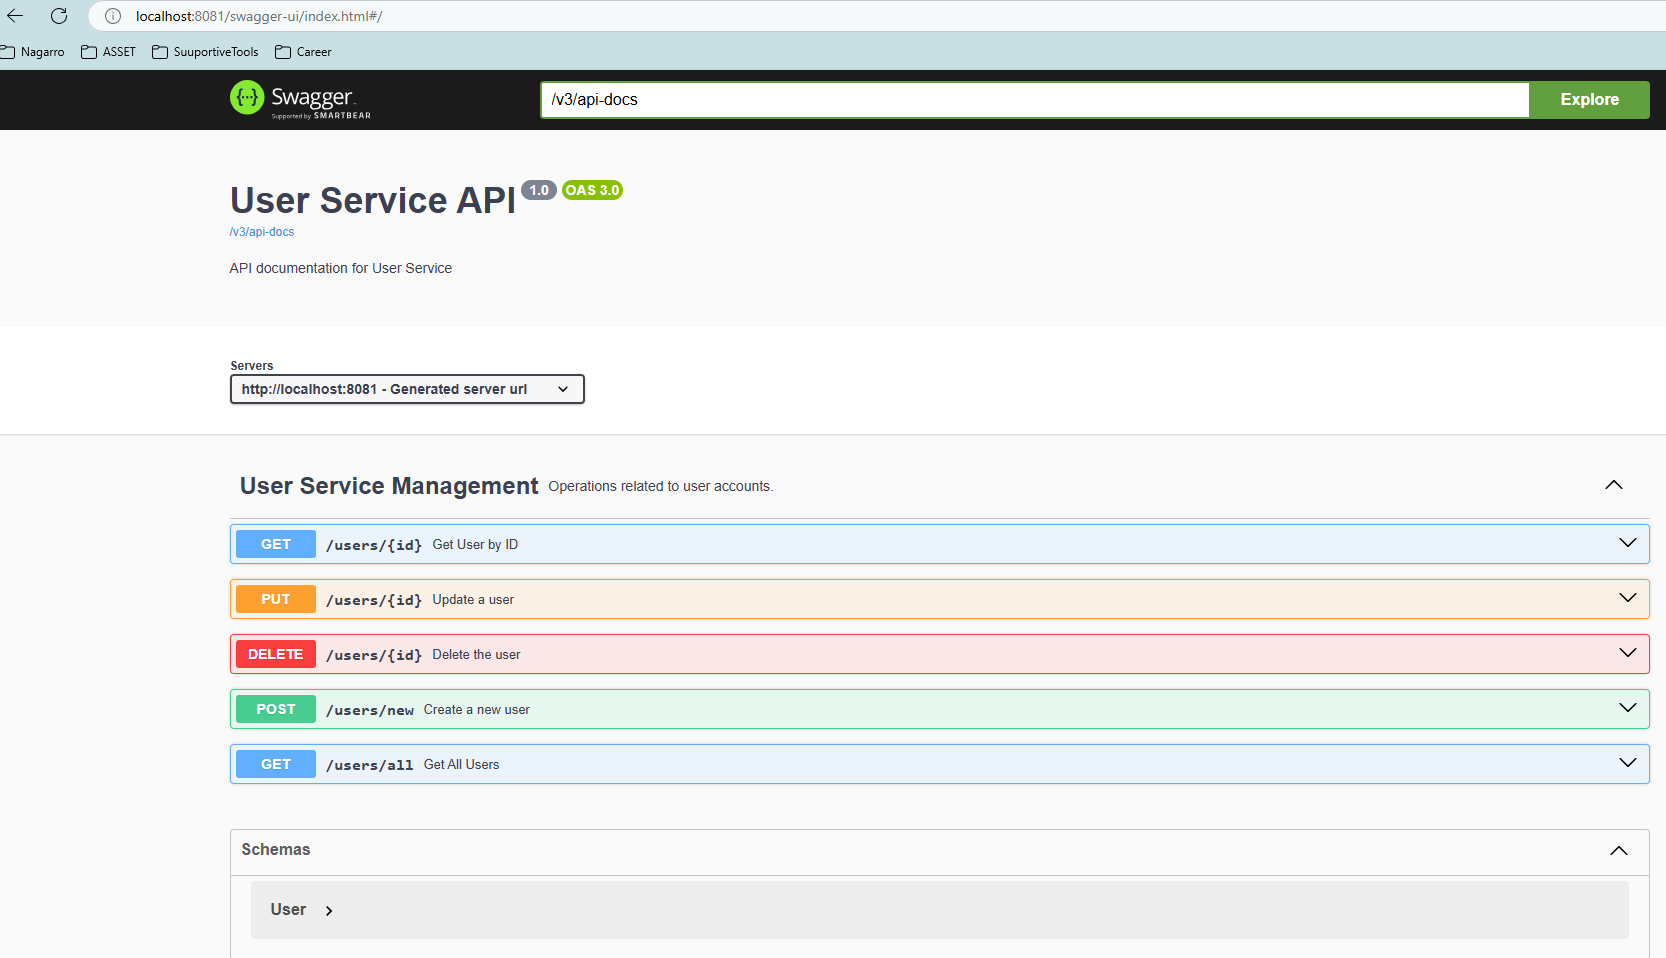 localhost:8081/swagger-ui/index.html#/
Nagarro ASSET SuuportiveTools Career
{···} Swagger. /v3/api-docs Explore
Supported by SMARTBEAR
User Service API 1.0 OAS 3.0
/v3/api-docs
API documentation for User Service
Servers
http://localhost:8081 - Generated server url
User Service Management Operations related to user accounts.
GET /users/{id} Get User by ID
PUT /users/{id} Update a user
DELETE /users/{id} Delete the user
POST /users/new Create a new user
GET /users/all Get All Users
Schemas
User